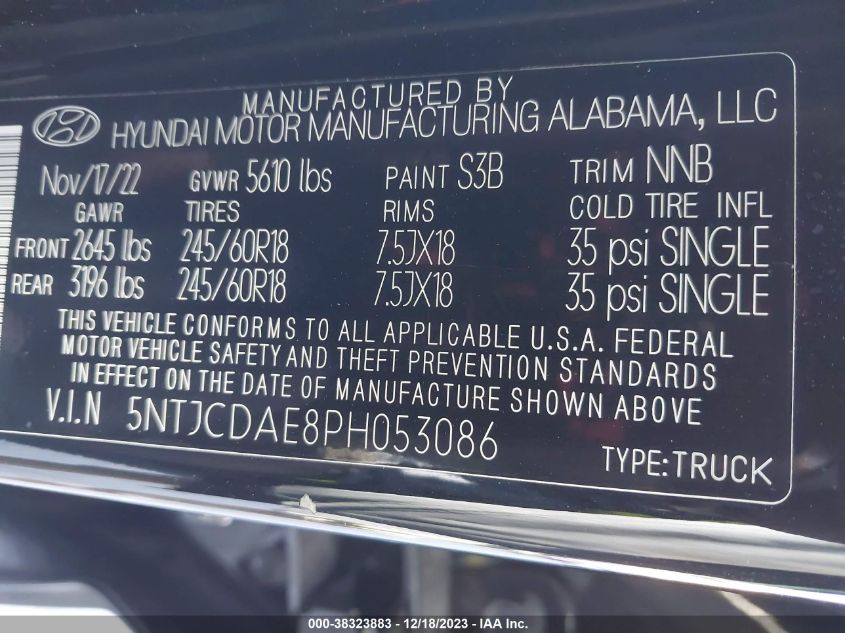 MANUFACTURED BY
HYUNDAI MOTOR MANUFACTURING ALABAMA, LLC
Nov/17/22 GVWR 5610 lbs PAINT S3B TRIM NNB
GAWR TIRES RIMS COLD TIRE INFL
FRONT 2645 lbs 245/60R18 7.5JX18 35 psi SINGLE
REAR 3196 lbs 245/60R18 7.5JX18 35 psi SINGLE
THIS VEHICLE CONFORMS TO ALL APPLICABLE U.S.A. FEDERAL
MOTOR VEHICLE SAFETY AND THEFT PREVENTION STANDARDS
IN EFFECT ON THE DATE OF MANUFACTURE SHOWN ABOVE
V.I.N 5NTJCDAE8PH053086
TYPE:TRUCK
000-38323883 - 12/18/2023 - IAA Inc.